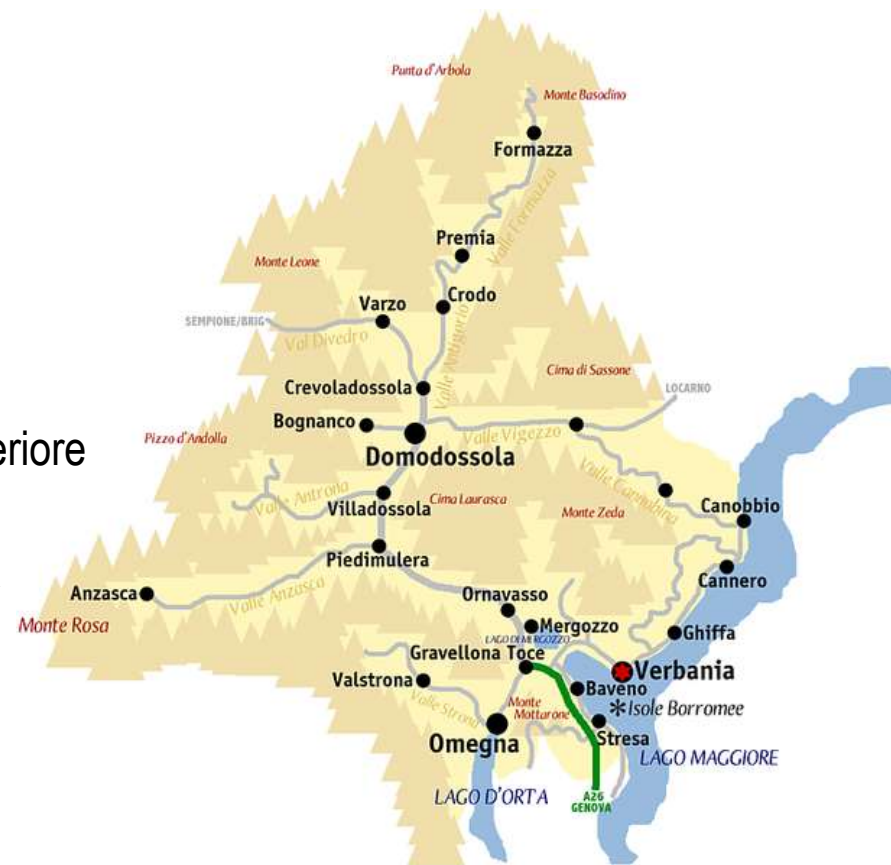 Punta d'Arbola
Monte Basodino
Formazza
Valle Formazza
Premia
Monte Leone
Crodo
Varzo
SEMPIONE/BRIG
Val Divedro
Valle Antigorio
Cima di Sassone
Crevoladossola
LOCARNO
Bognanco
eriore
Pizzo d'Andolla
Valle Vigezzo
Domodossola
Valle Cannobina
Valle Antrona
Cima Laurasca
Villadossola
Monte Zeda
Canobbio
Piedimulera
Cannero
Anzasca
Valle Anzasca
Ornavasso
Monte Rosa
Mergozzo
Ghiffa
LAGO DI MERGOZZO
Gravellona Toce
Verbania
Valstrona
Baveno
Valle Strona
Monte
Mottarone
*Isole Borromee
Omegna
Stresa
LAGO MAGGIORE
LAGO D'ORTA
A26
GENOVA